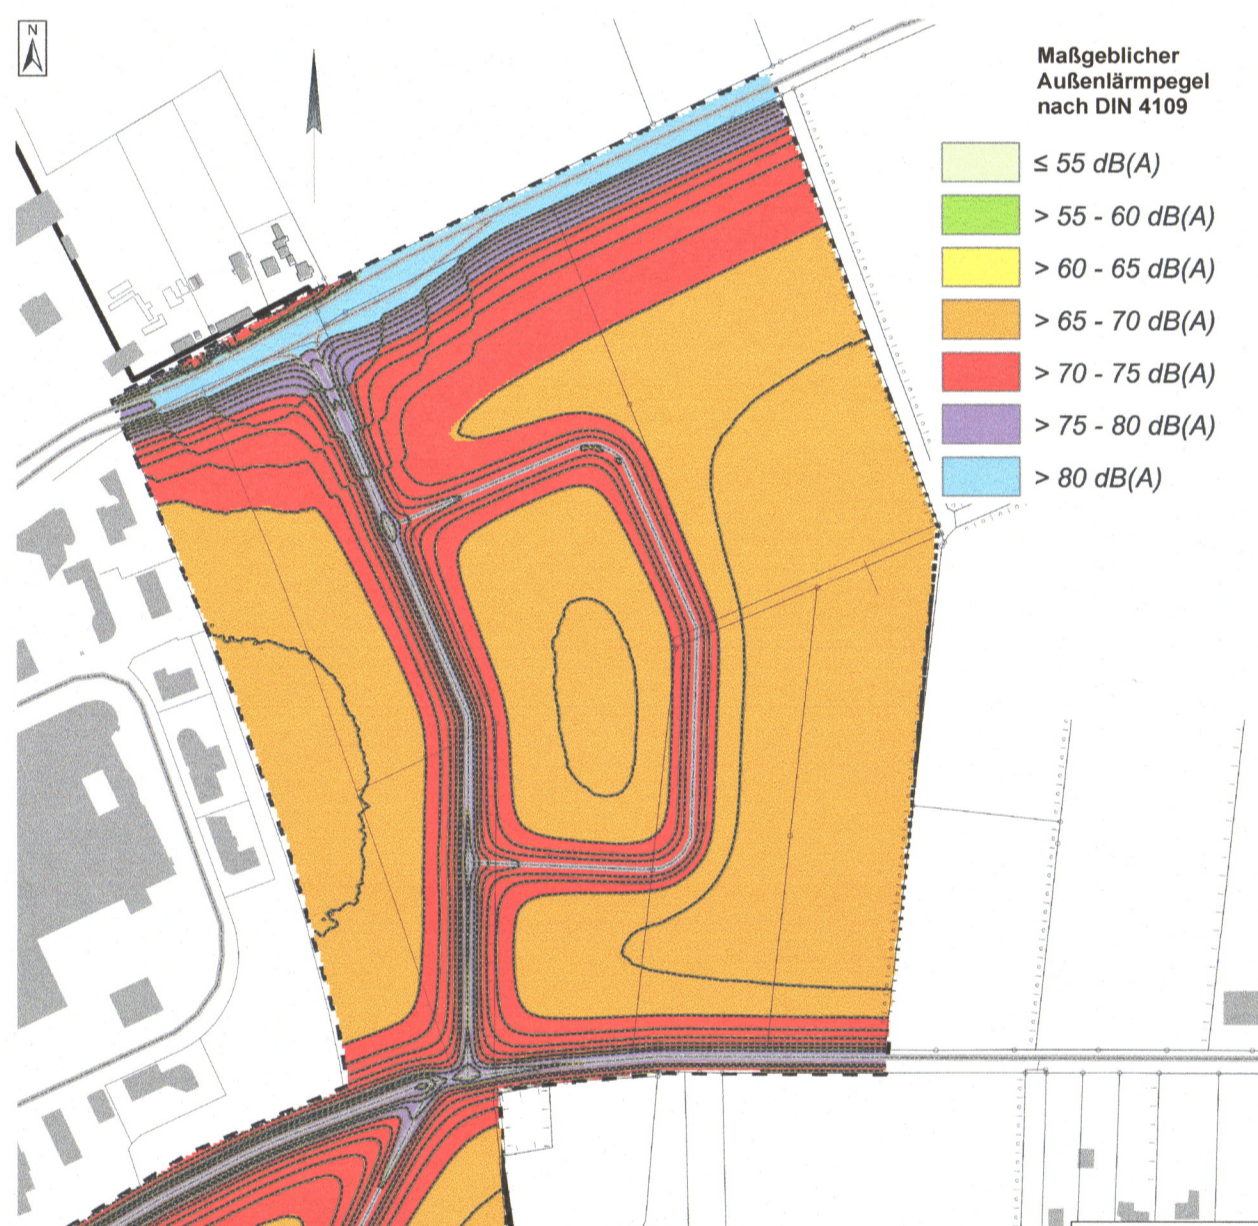 N
Maßgeblicher
Außenlärmpegel
nach DIN 4109
≤ 55 dB(A)
> 55 - 60 dB(A)
> 60 - 65 dB(A)
> 65 - 70 dB(A)
> 70 - 75 dB(A)
> 75 - 80 dB(A)
> 80 dB(A)